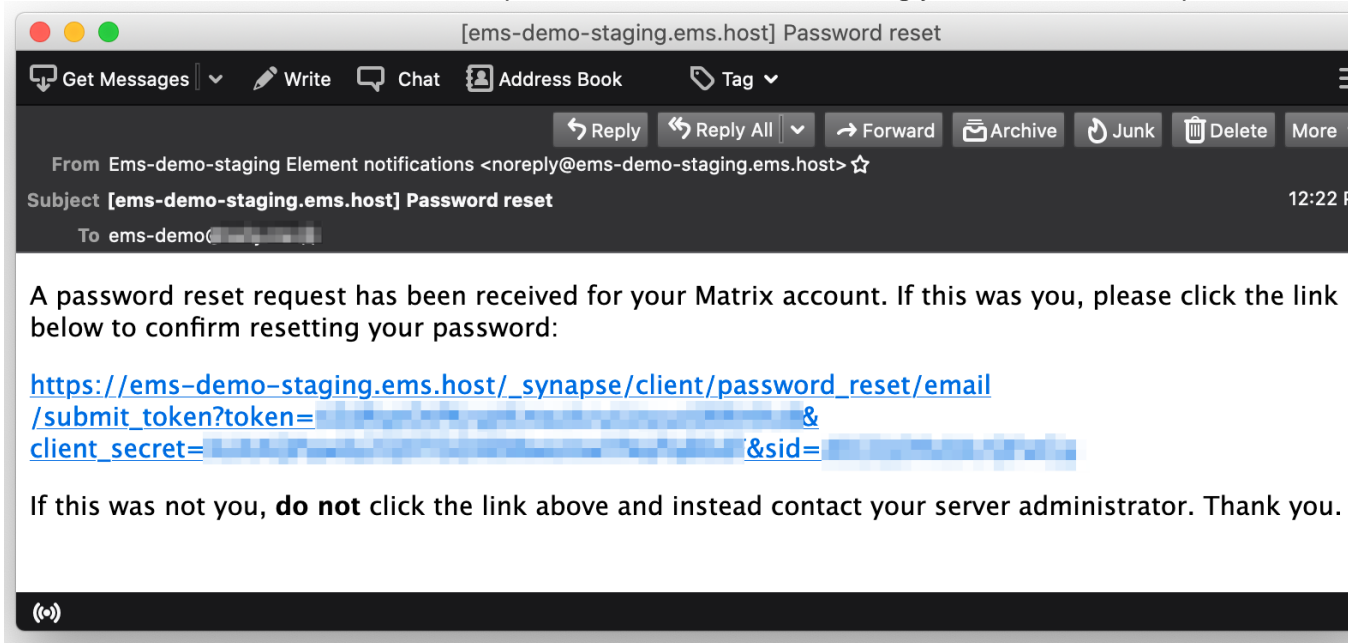 [ems-demo-staging.ems.host] Password reset
Get Messages Write Chat Address Book Tag
Reply Reply All Forward Archive Junk Delete More
From Ems-demo-staging Element notifications <noreply@ems-demo-staging.ems.host>
Subject [ems-demo-staging.ems.host] Password reset 12:22
To ems-demo@
A password reset request has been received for your Matrix account. If this was you, please click the link
below to confirm resetting your password:
https://ems-demo-staging.ems.host/_synapse/client/password_reset/email
/submit_token?token= &
client_secret= &sid=
If this was not you, do not click the link above and instead contact your server administrator. Thank you.